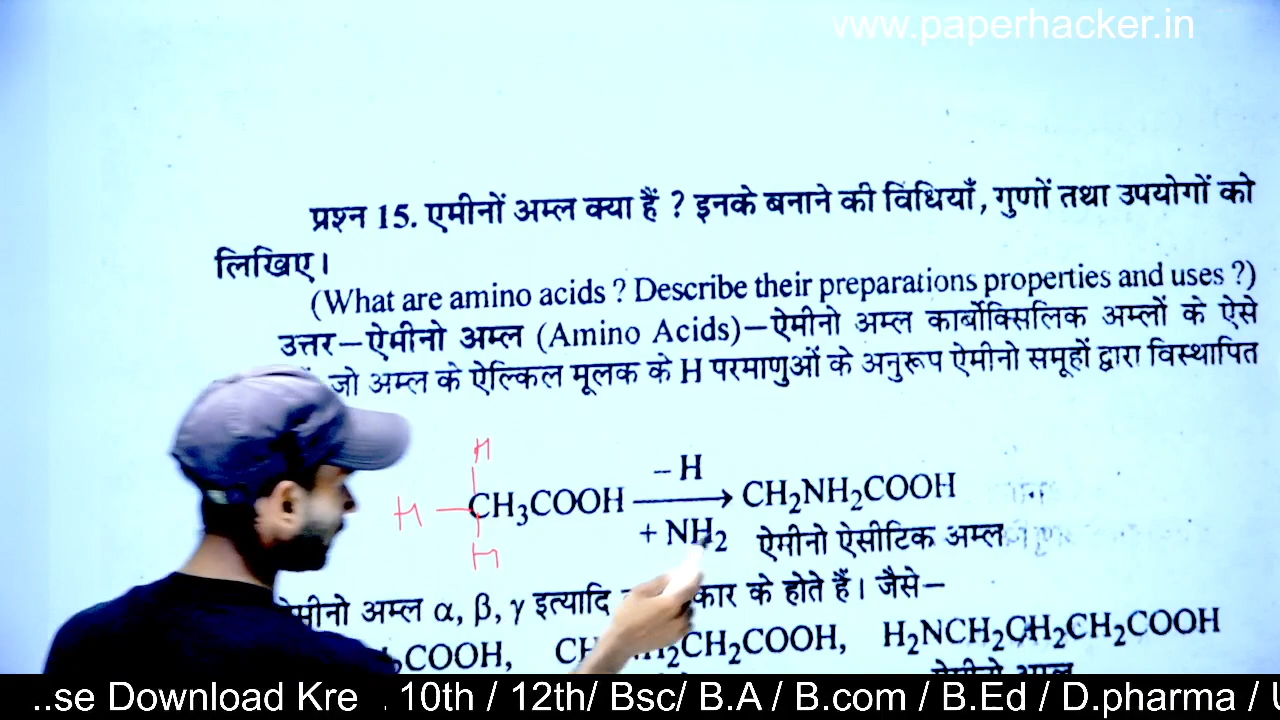 www.paperhacker.in
प्रश्न 15. एमीनों अम्ल क्या हैं ? इनके बनाने की विधियाँ, गुणों तथा उपयोगों को
लिखिए।
(What are amino acids ? Describe their preparations properties and uses ?)
उत्तर—ऐमीनो अम्ल (Amino Acids)—ऐमीनो अम्ल कार्बोक्सिलिक अम्लों के ऐसे
जो अम्ल के ऐल्किल मूलक के H परमाणुओं के अनुरूप ऐमीनो समूहों द्वारा विस्थापित
H
– H
H – CH₃COOH ⟶ CH₂NH₂COOH
+ NH₂ ऐमीनो ऐसीटिक अम्ल
H
अम्ल α, β, γ इत्यादि के होते हैं। जैसे–
COOH, CH₂COOH, H₂NCH₂CH₂CH₂COOH
..se Download Kre . 10th / 12th/ Bsc/ B.A / B.com / B.Ed / D.pharma /